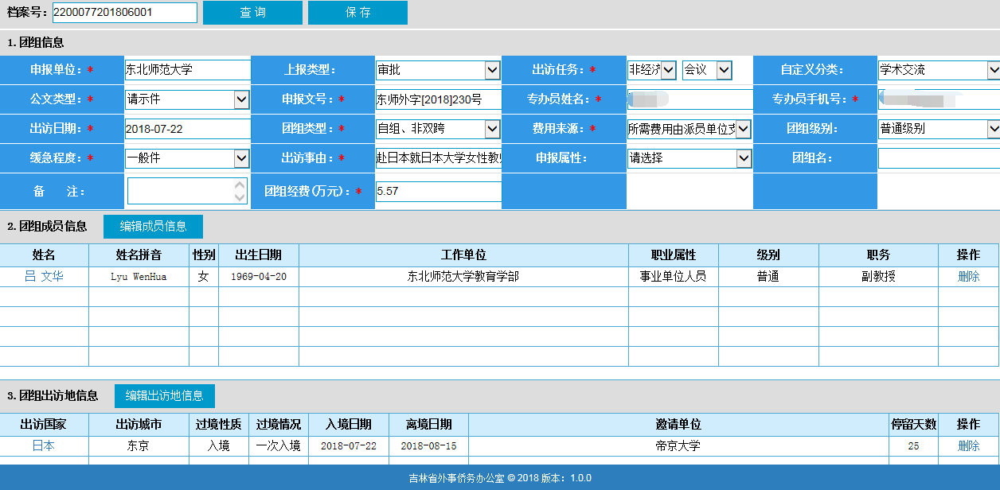 档案号： 2200077201806001 查 询 保 存
1. 团组信息
申报单位：* 东北师范大学 上报类型： 审批 出访任务：* 非经济 会议 自定义分类： 学术交流
公文类型：* 请示件 申报文号：* 东师外字[2018]230号 专办员姓名：* 专办员手机号：*
出访日期：* 2018-07-22 团组类型：* 自组、非双跨 费用来源：* 所需费用由派员单位支 团组级别： 普通级别
缓急程度：* 一般件 出访事由：* 赴日本就日本大学女性教 申报属性： 请选择 团组名：
备 注： 团组经费(万元)：* 5.57
2. 团组成员信息 编辑成员信息
姓名 姓名拼音 性别 出生日期 工作单位 职业属性 级别 职务 操作
吕 文华 Lyu WenHua 女 1969-04-20 东北师范大学教育学部 事业单位人员 普通 副教授 删除
3. 团组出访地信息 编辑出访地信息
出访国家 出访城市 过境性质 过境情况 入境日期 离境日期 邀请单位 停留天数 操作
日本 东京 入境 一次入境 2018-07-22 2018-08-15 帝京大学 25 删除
吉林省外事侨务办公室 © 2018 版本：1.0.0